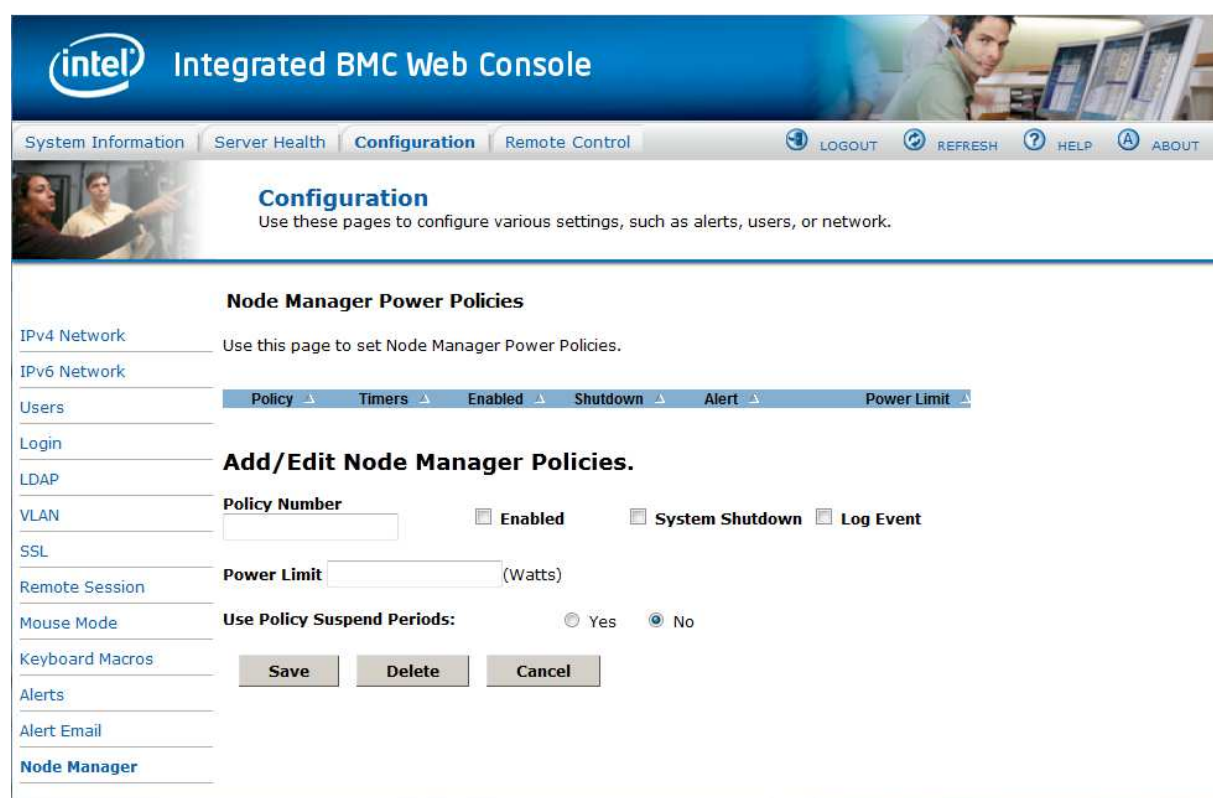 intel Integrated BMC Web Console
System Information Server Health Configuration Remote Control LOGOUT REFRESH ? HELP A ABOUT
Configuration
Use these pages to configure various settings, such as alerts, users, or network.
IPv4 Network
IPv6 Network
Users
Login
LDAP
VLAN
SSL
Remote Session
Mouse Mode
Keyboard Macros
Alerts
Alert Email
Node Manager
Node Manager Power Policies
Use this page to set Node Manager Power Policies.
Policy Timers Enabled Shutdown Alert Power Limit
Add/Edit Node Manager Policies.
Policy Number
Enabled System Shutdown Log Event
Power Limit (Watts)
Use Policy Suspend Periods: Yes No
Save Delete Cancel